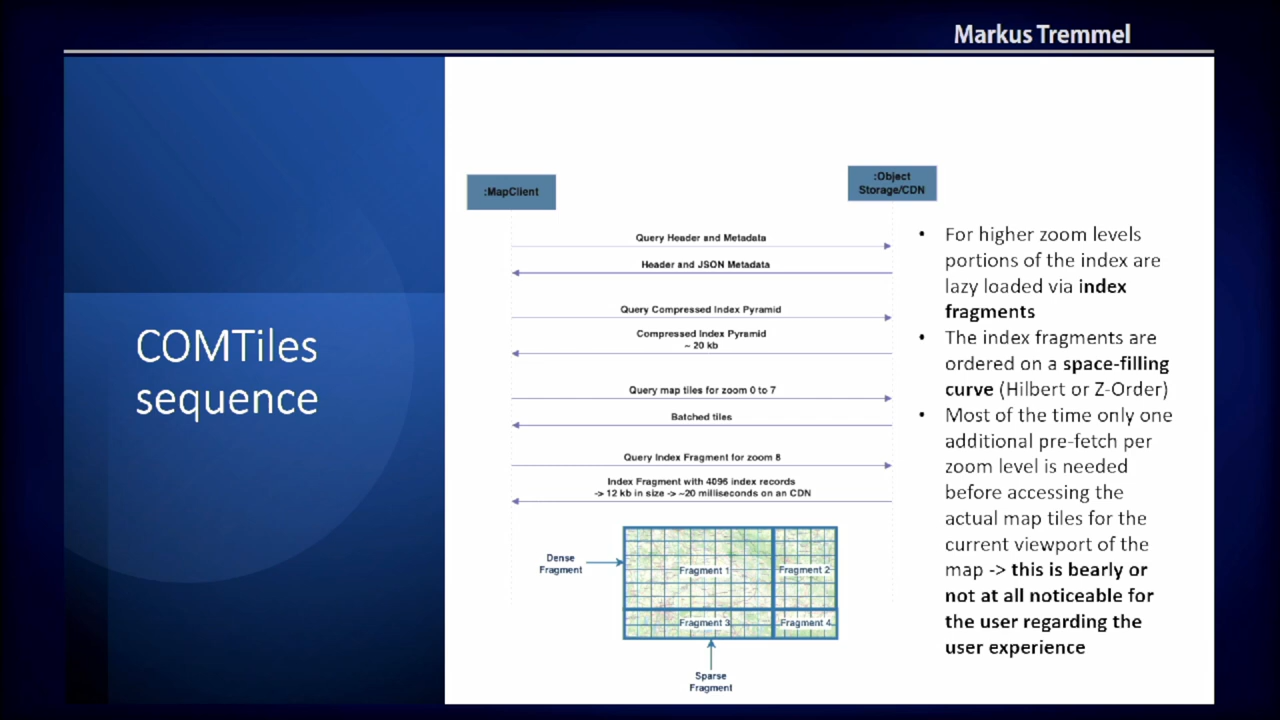 Markus Tremmel
COMTiles
sequence
:MapClient
:Object
Storage/CDN
Query Header and Metadata
Header and JSON Metadata
Query Compressed Index Pyramid
Compressed Index Pyramid
~ 20 kb
Query map tiles for zoom 0 to 7
Batched tiles
Query Index Fragment for zoom 8
Index Fragment with 4096 index records
-> 12 kb in size -> ~20 milliseconds on an CDN
Dense
Fragment
Fragment 1
Fragment 2
Fragment 3
Fragment 4
Sparse
Fragment
• For higher zoom levels
portions of the index are
lazy loaded via index
fragments
• The index fragments are
ordered on a space-filling
curve (Hilbert or Z-Order)
• Most of the time only one
additional pre-fetch per
zoom level is needed
before accessing the
actual map tiles for the
current viewport of the
map -> this is bearly or
not at all noticeable for
the user regarding the
user experience